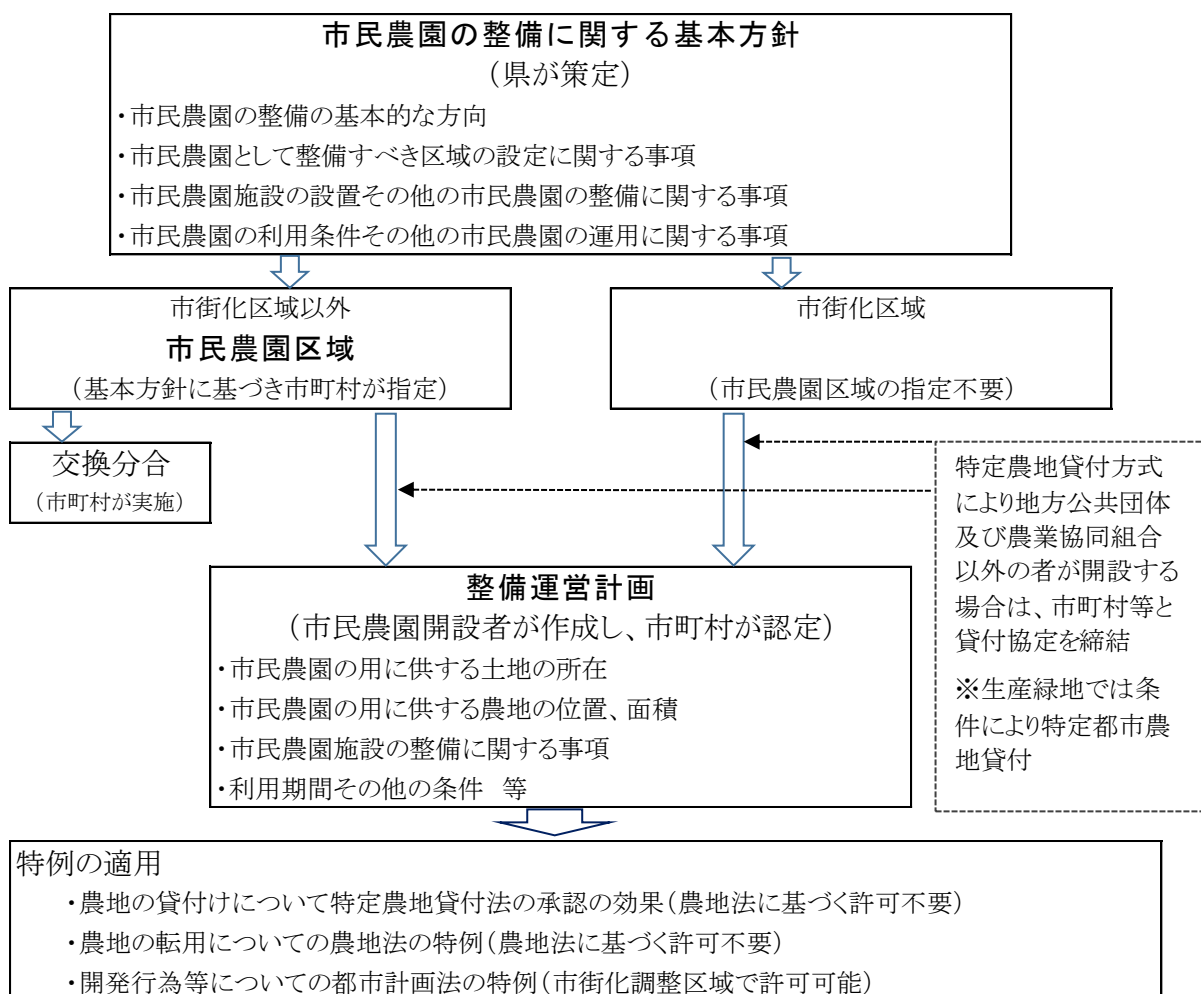 市民農園の整備に関する基本方針
（県が策定）
・市民農園の整備の基本的な方向
・市民農園として整備すべき区域の設定に関する事項
・市民農園施設の設置その他の市民農園の整備に関する事項
・市民農園の利用条件その他の市民農園の運用に関する事項
市街化区域以外
市民農園区域
（基本方針に基づき市町村が指定）
市街化区域
（市民農園区域の指定不要）
交換分合
（市町村が実施）
特定農地貸付方式
により地方公共団体
及び農業協同組合
以外の者が開設する
場合は、市町村等と
貸付協定を締結
※生産緑地では条
件により特定都市農
地貸付
整備運営計画
（市民農園開設者が作成し、市町村が認定）
・市民農園の用に供する土地の所在
・市民農園の用に供する農地の位置、面積
・市民農園施設の整備に関する事項
・利用期間その他の条件　等
特例の適用
・農地の貸付けについて特定農地貸付法の承認の効果（農地法に基づく許可不要）
・農地の転用についての農地法の特例（農地法に基づく許可不要）
・開発行為等についての都市計画法の特例（市街化調整区域で許可可能）